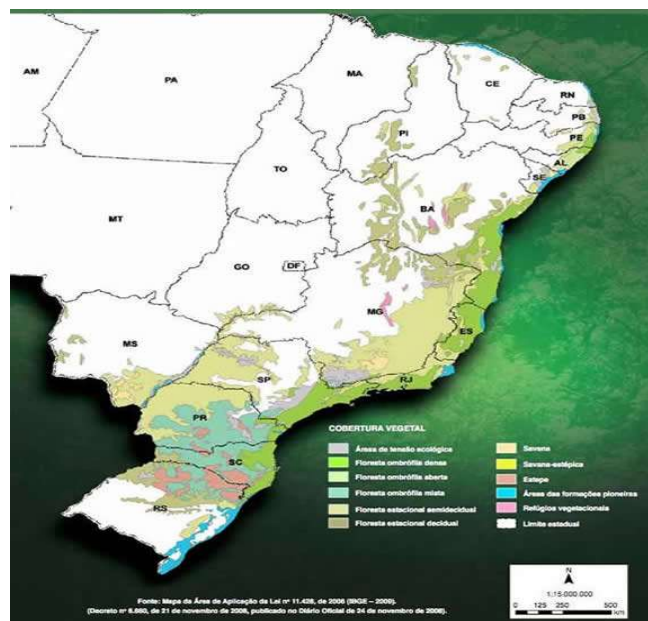 AM
PA
MA
CE
RN
PB
PE
AL
SE
PI
TO
BA
MT
GO
DF
MG
ES
MS
SP
RJ
PR
SC
RS
COBERTURA VEGETAL
Área de tensão ecológica
Floresta ombrófila densa
Floresta ombrófila aberta
Floresta ombrófila mista
Floresta estacional semidecidual
Floresta estacional decidual
Savana
Savana-estépica
Estepe
Áreas das formações pioneiras
Refúgios vegetacionais
Limite estadual
N
1:15 000 000
0 125 250 500
km
Fonte: Mapa da Área de Aplicação da Lei nº 11.428, de 2006 (IBGE – 2009).
(Decreto nº 6.660, de 21 de novembro de 2008, publicado no Diário Oficial de 24 de novembro de 2008).